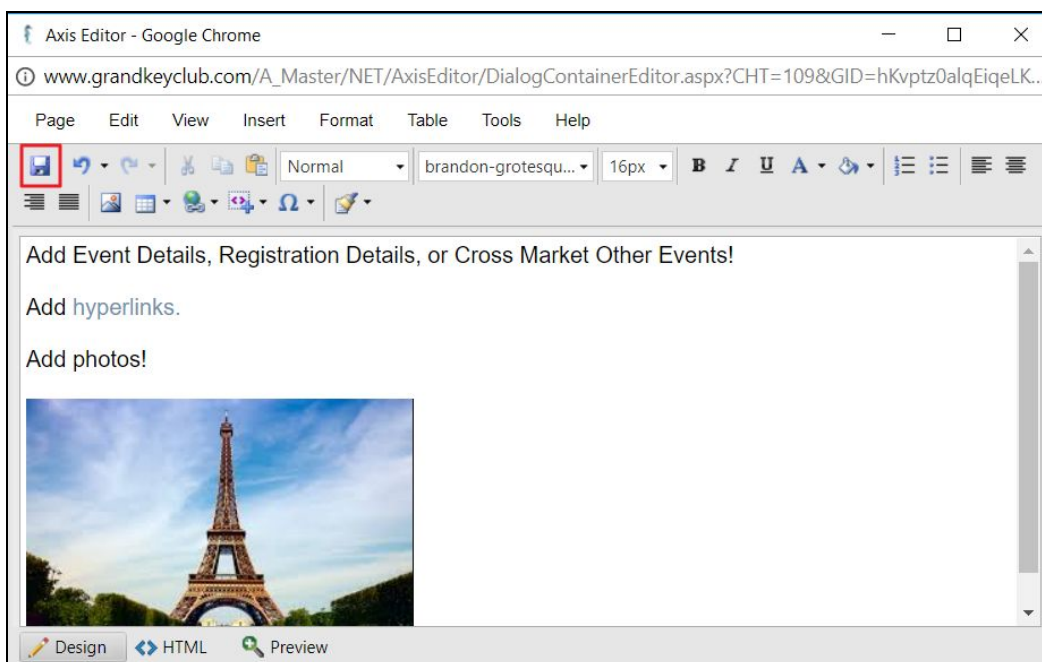 Axis Editor - Google Chrome
www.grandkeyclub.com/A_Master/NET/AxisEditor/DialogContainerEditor.aspx?CHT=109&GID=hKvptz0alqEiqeLK...
Page Edit View Insert Format Table Tools Help
Normal brandon-grotesqu... 16px B I U A
Ω
Add Event Details, Registration Details, or Cross Market Other Events!
Add hyperlinks.
Add photos!
Design HTML Preview